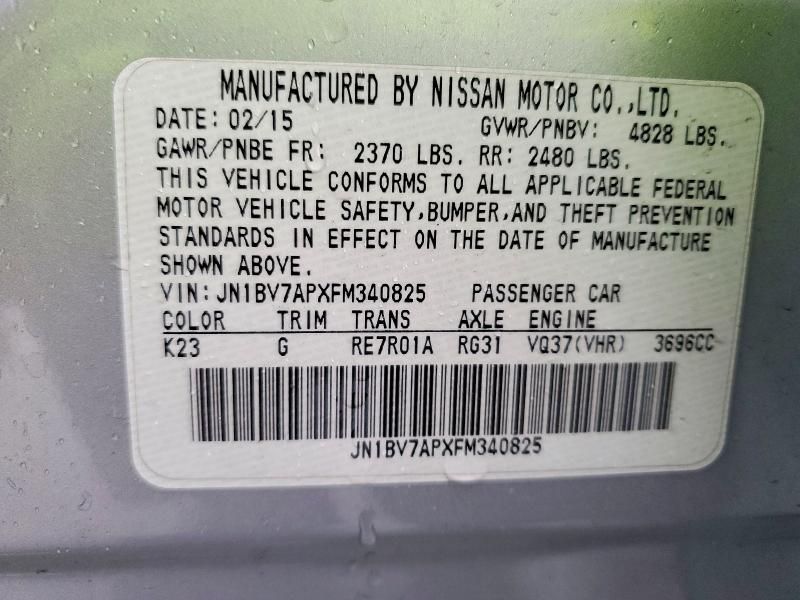 MANUFACTURED BY NISSAN MOTOR CO.,LTD.
DATE: 02/15 GVWR/PNBV: 4828 LBS.
GAWR/PNBE FR: 2370 LBS. RR: 2480 LBS.
THIS VEHICLE CONFORMS TO ALL APPLICABLE FEDERAL
MOTOR VEHICLE SAFETY,BUMPER,AND THEFT PREVENTION
STANDARDS IN EFFECT ON THE DATE OF MANUFACTURE
SHOWN ABOVE.
VIN:JN1BV7APXFM340825 PASSENGER CAR
COLOR TRIM TRANS AXLE ENGINE
K23 G RE7R01A RG31 VQ37(VHR) 3696CC
JN1BV7APXFM340825